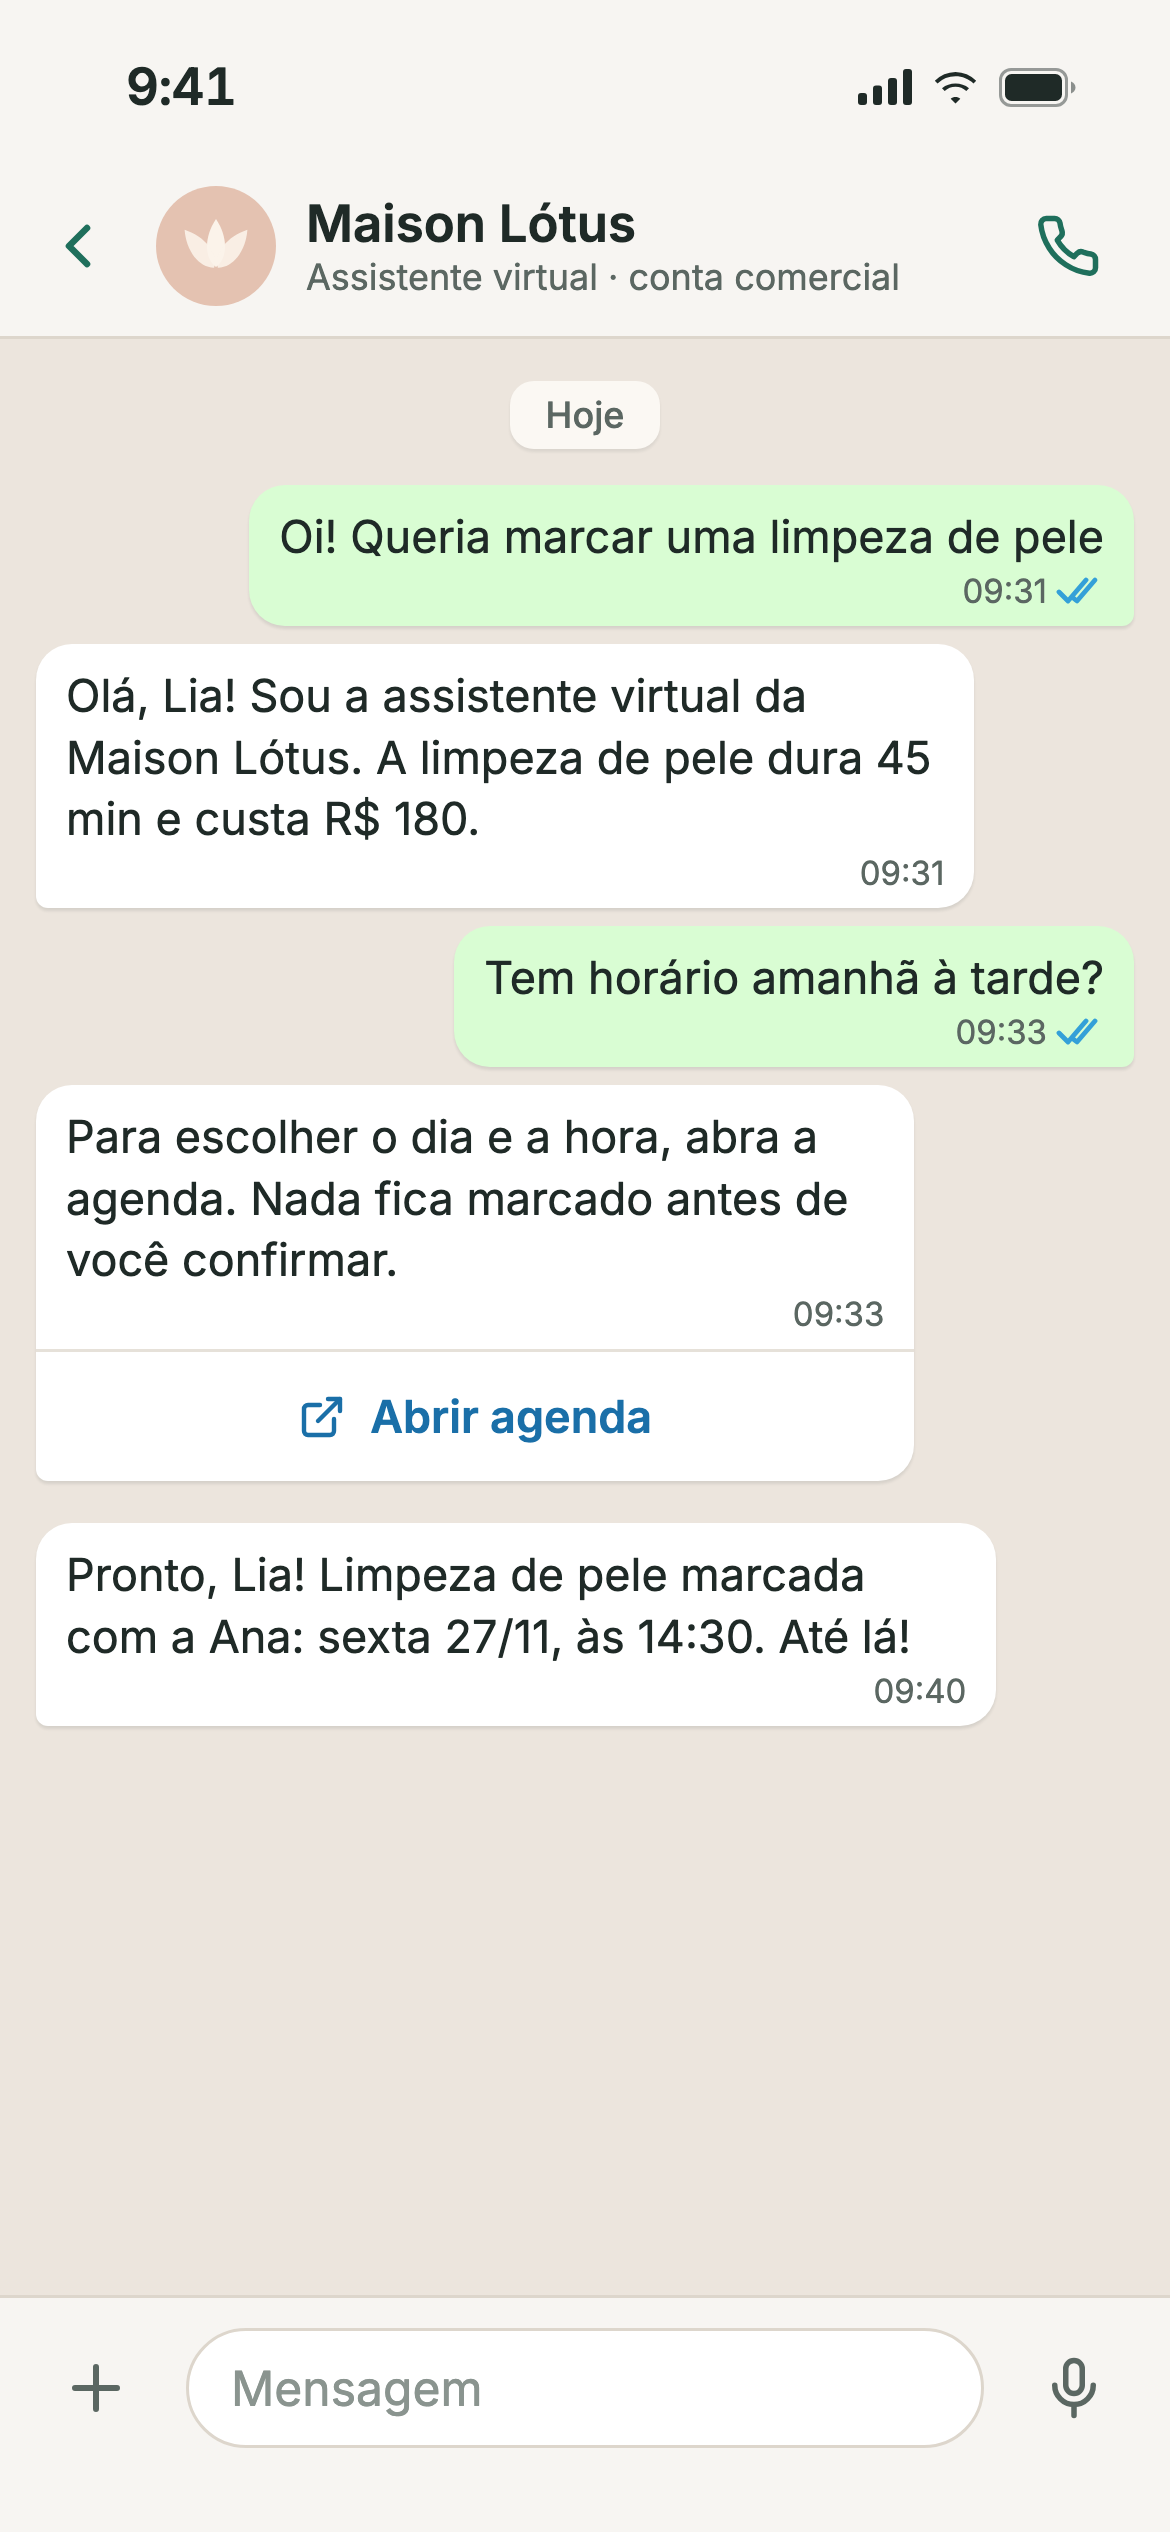 9:41
Maison Lótus
Assistente virtual · conta comercial
Hoje
Oi! Queria marcar uma limpeza de pele
09:31
Olá, Lia! Sou a assistente virtual da
Maison Lótus. A limpeza de pele dura 45
min e custa R$ 180.
09:31
Tem horário amanhã à tarde?
09:33
Para escolher o dia e a hora, abra a
agenda. Nada fica marcado antes de
você confirmar.
09:33
Abrir agenda
Pronto, Lia! Limpeza de pele marcada
com a Ana: sexta 27/11, às 14:30. Até lá!
09:40
Mensagem